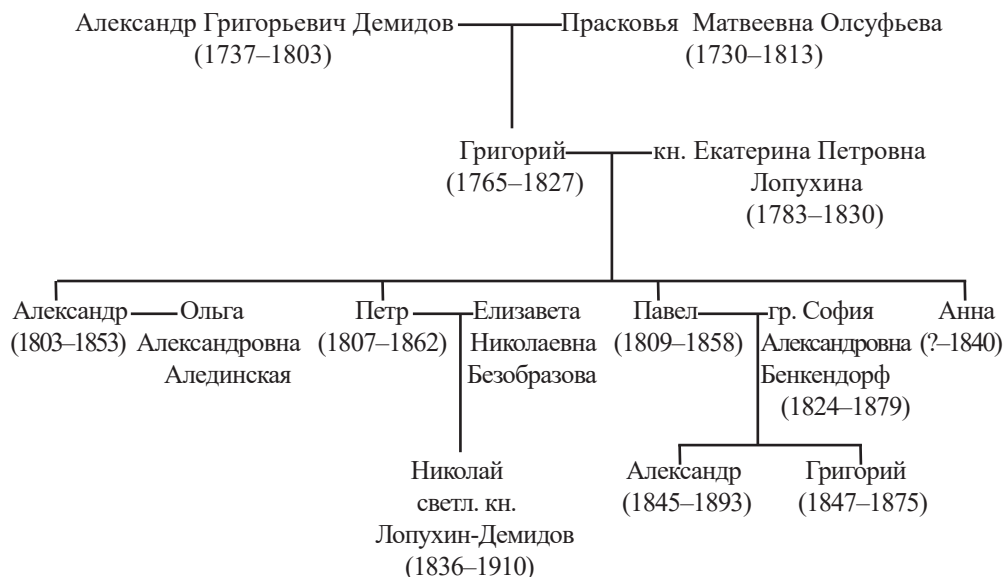 Александр Григорьевич Демидов Прасковья Матвеевна Олсуфьева
(1737–1803) (1730–1813)
Григорий кн. Екатерина Петровна
(1765–1827) Лопухина
(1783–1830)
Александр Ольга Петр Елизавета Павел гр. София Анна
(1803–1853) Александровна (1807–1862) Николаевна (1809–1858) Александровна (?–1840)
Алединская Безобразова Бенкендорф
(1824–1879)
Николай Александр Григорий
светл. кн. (1845–1893) (1847–1875)
Лопухин-Демидов
(1836–1910)